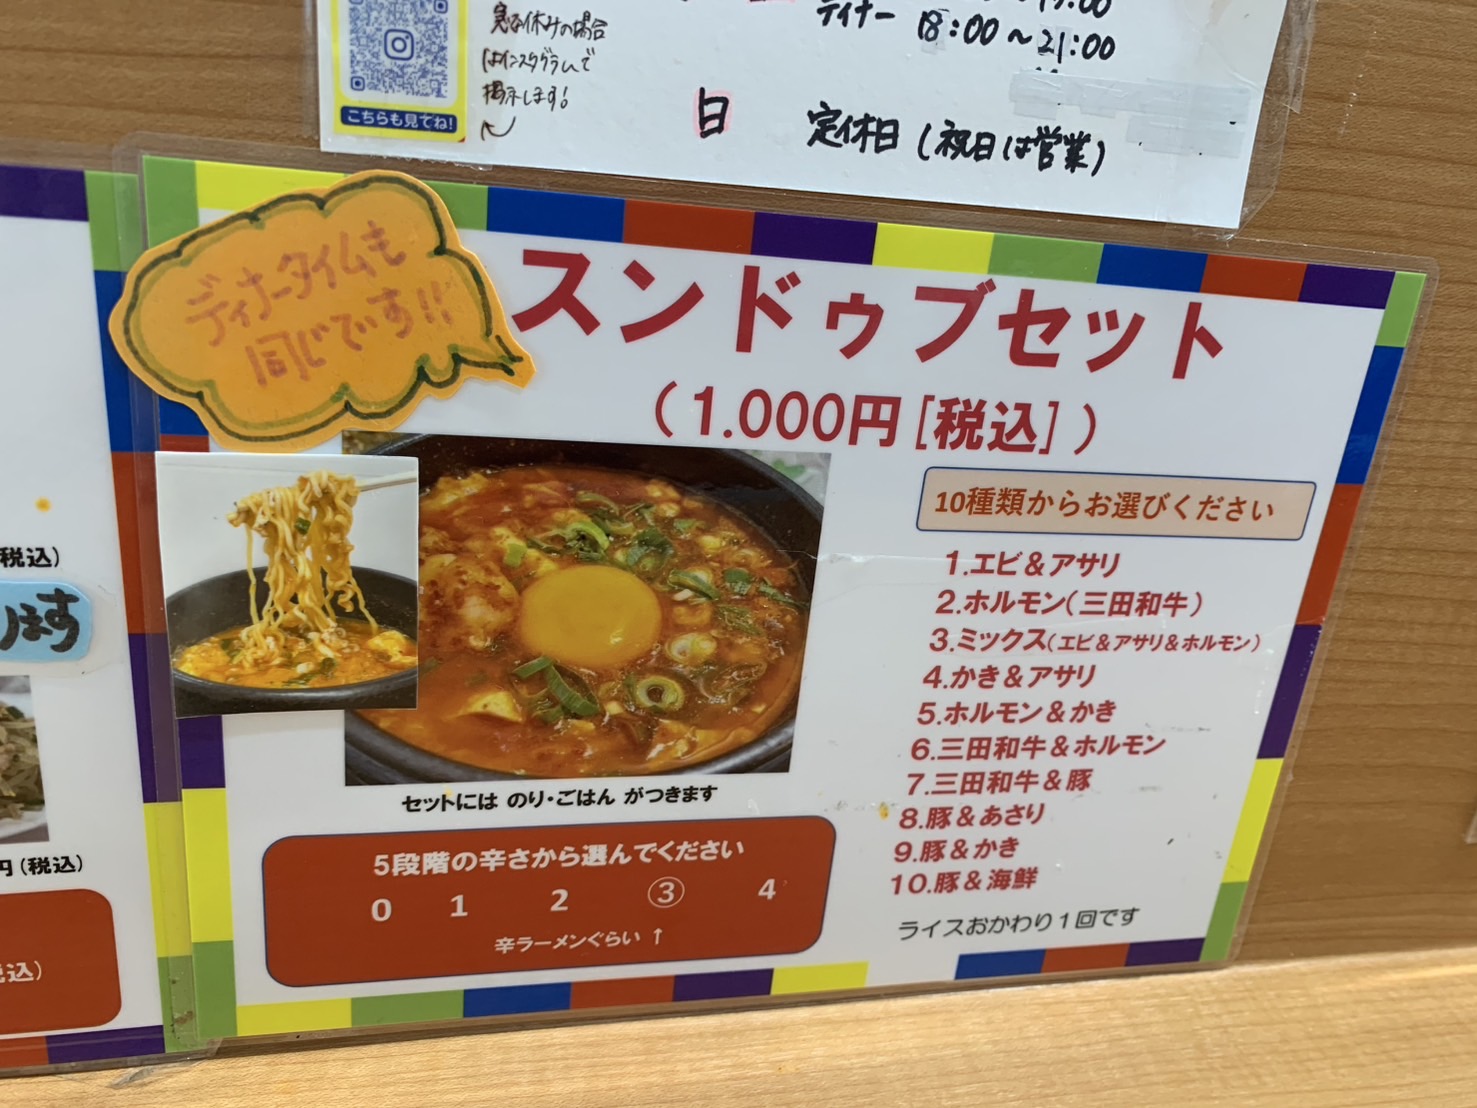 急な休みの場合
はインスタグラムで
掲示します!
こちらも見てね!
ディナー 18:00～21:00
日 定休日(祝日は営業)
ディナータイムも
同じです!!
スンドゥブセット
(1.000円[税込])
10種類からお選びください
1.エビ&アサリ
2.ホルモン(三田和牛)
3.ミックス(エビ&アサリ&ホルモン)
4.かき&アサリ
5.ホルモン&かき
6.三田和牛&ホルモン
7.三田和牛&豚
8.豚&あさり
9.豚&かき
10.豚&海鮮
ライスおかわり1回です
セットには のり・ごはん がつきます
5段階の辛さから選んでください
0 1 2 ③ 4
辛ラーメンぐらい ↑
税込)
ます
円(税込)
税込)